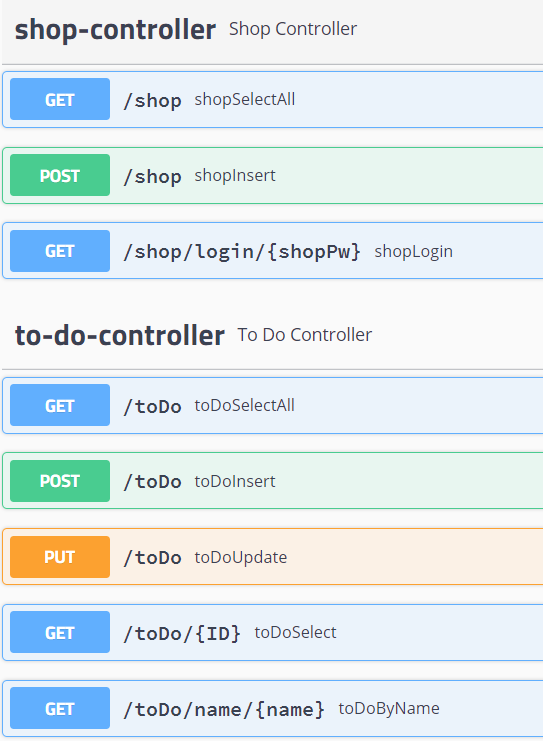 shop-controller Shop Controller
GET /shop shopSelectAll
POST /shop shopInsert
GET /shop/login/{shopPw} shopLogin
to-do-controller To Do Controller
GET /toDo toDoSelectAll
POST /toDo toDoInsert
PUT /toDo toDoUpdate
GET /toDo/{ID} toDoSelect
GET /toDo/name/{name} toDoByName